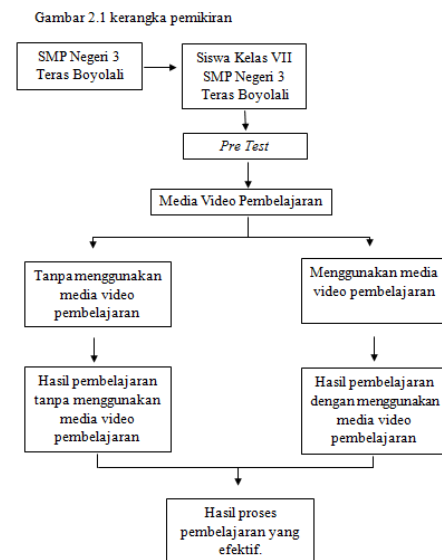 Gambar 2.1 kerangka pemikiran
SMP Negeri 3
Teras Boyolali
Siswa Kelas VII
SMP Negeri 3
Teras Boyolali
Pre Test
Media Video Pembelajaran
Tanpa menggunakan
media video
pembelajaran
Menggunakan media
video pembelajaran
Hasil pembelajaran
tanpa menggunakan
media video
pembelajaran
Hasil pembelajaran
dengan menggunakan
media video
pembelajaran
Hasil proses
pembelajaran yang
efektif.